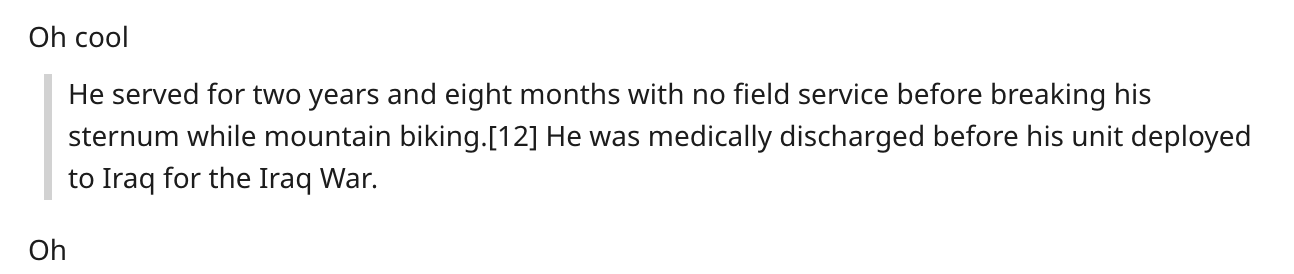 Oh cool
He served for two years and eight months with no field service before breaking his
sternum while mountain biking.[12] He was medically discharged before his unit deployed
to Iraq for the Iraq War.
Oh